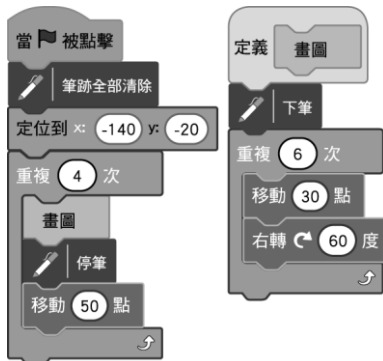 當 被點擊
筆跡全部清除
定位到 x: -140 y: -20
重複 4 次
畫圖
停筆
移動 50 點
定義 畫圖
下筆
重複 6 次
移動 30 點
右轉 60 度